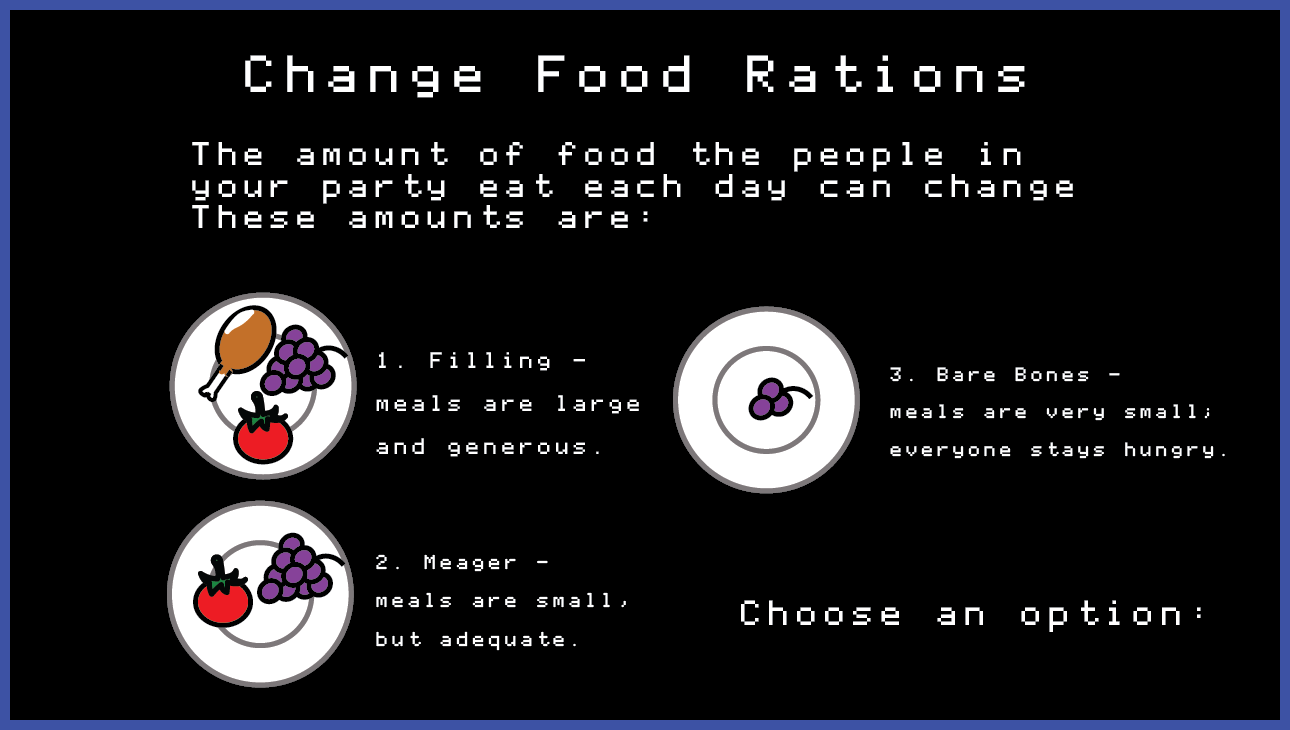 Change Food Rations
The amount of food the people in
your party eat each day can change
These amounts are:
1. Filling -
meals are large
and generous.
2. Meager -
meals are small,
but adequate.
3. Bare Bones -
meals are very small;
everyone stays hungry.
Choose an option: